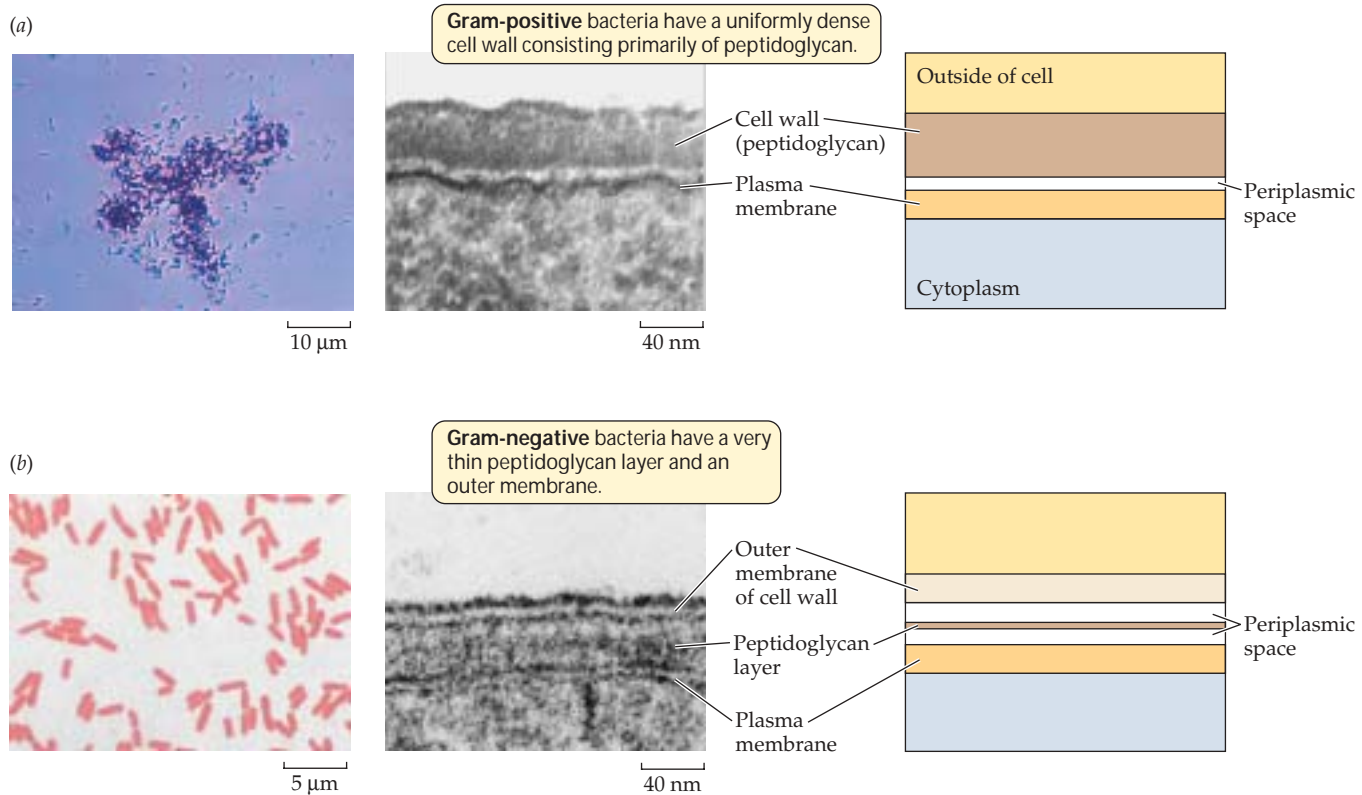 (a)
Gram-positive bacteria have a uniformly dense
cell wall consisting primarily of peptidoglycan.
Outside of cell
Cell wall
(peptidoglycan)
Plasma
membrane
Periplasmic
space
Cytoplasm
10 µm
40 nm
(b)
Gram-negative bacteria have a very
thin peptidoglycan layer and an
outer membrane.
Outer
membrane
of cell wall
Peptidoglycan
layer
Plasma
membrane
Periplasmic
space
5 µm
40 nm